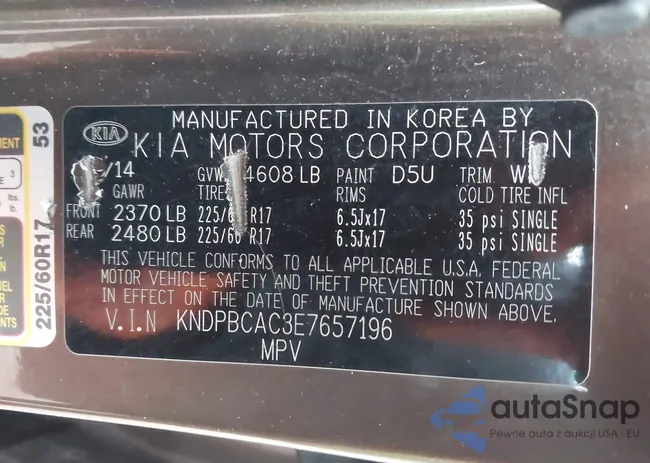 MANUFACTURED IN KOREA BY
KIA KIA MOTORS CORPORATION
/14 GVW 4608 LB PAINT D5U TRIM W
GAWR TIRE RIMS COLD TIRE INFL
FRONT 2370 LB 225/6 R17 6.5Jx17 35 psi SINGLE
REAR 2480 LB 225/60 R17 6.5Jx17 35 psi SINGLE
THIS VEHICLE CONFORMS TO ALL APPLICABLE U.S.A. FEDERAL
MOTOR VEHICLE SAFETY AND THEFT PREVENTION STANDARDS
IN EFFECT ON THE DATE OF MANUFACTURE SHOWN ABOVE.
V.I.N KNDPBCAC3E7657196
MPV
53
225/60R17
3
lbs.
autaSnap
Pewne auta z aukcji USA - EU